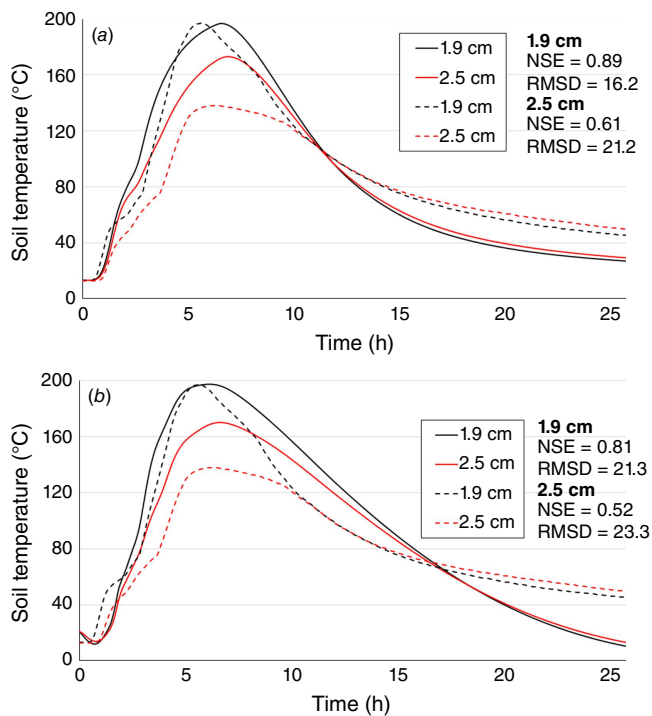 (a)
Soil temperature (°C)
200
160
120
80
40
0
0 5 10 15 20 25
Time (h)
1.9 cm
2.5 cm
1.9 cm
2.5 cm
1.9 cm
NSE = 0.89
RMSD = 16.2
2.5 cm
NSE = 0.61
RMSD = 21.2
(b)
Soil temperature (°C)
200
160
120
80
40
0
0 5 10 15 20 25
Time (h)
1.9 cm
2.5 cm
1.9 cm
2.5 cm
1.9 cm
NSE = 0.81
RMSD = 21.3
2.5 cm
NSE = 0.52
RMSD = 23.3